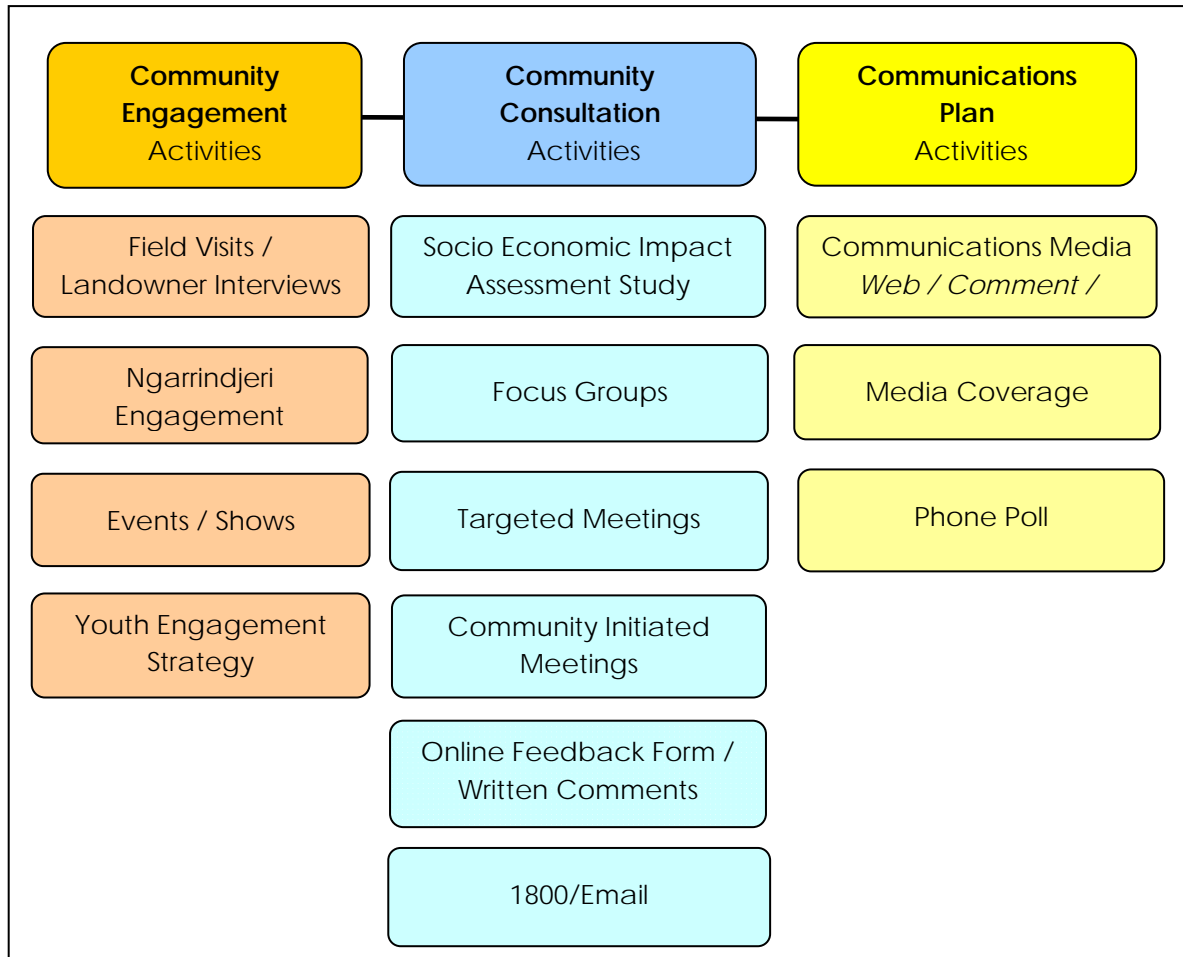 Community
Engagement
Activities
Community
Consultation
Activities
Communications
Plan
Activities
Field Visits /
Landowner Interviews
Ngarrindjeri
Engagement
Events / Shows
Youth Engagement
Strategy
Socio Economic Impact
Assessment Study
Focus Groups
Targeted Meetings
Community Initiated
Meetings
Online Feedback Form /
Written Comments
1800/Email
Communications Media
Web / Comment /
Media Coverage
Phone Poll